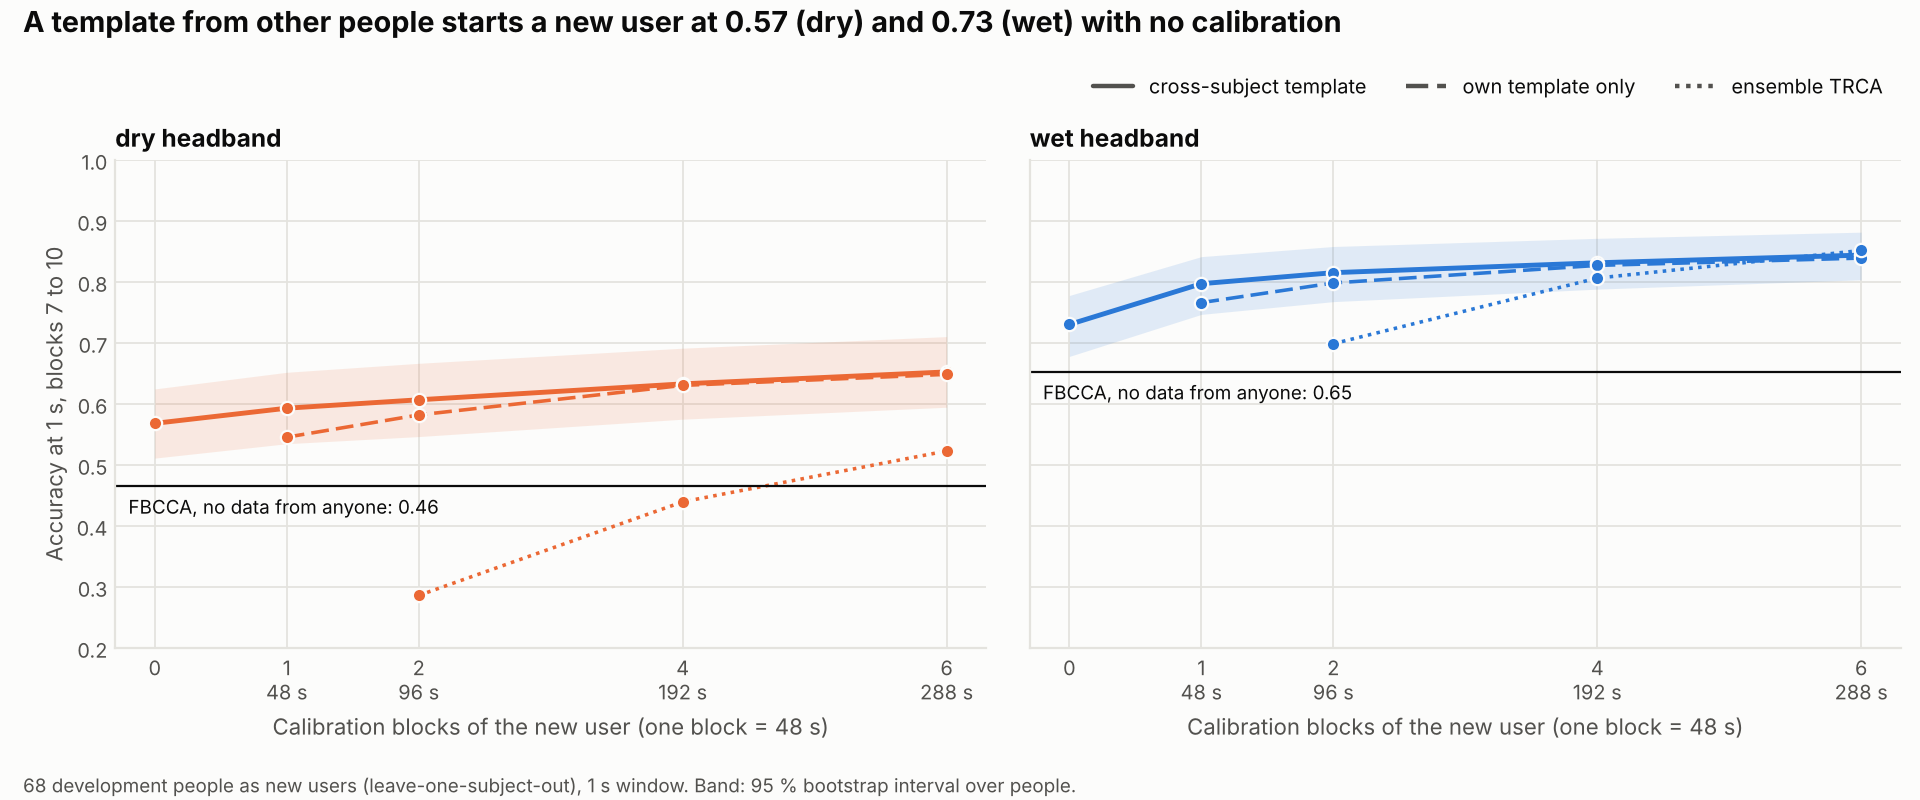 A template from other people starts a new user at 0.57 (dry) and 0.73 (wet) with no calibration
cross-subject template own template only ensemble TRCA
dry headband
wet headband
Accuracy at 1 s, blocks 7 to 10
1.0
0.9
0.8
0.7
0.6
0.5
0.4
0.3
0.2
FBCCA, no data from anyone: 0.46
FBCCA, no data from anyone: 0.65
0 1 2 4 6
48 s 96 s 192 s 288 s
Calibration blocks of the new user (one block = 48 s)
0 1 2 4 6
48 s 96 s 192 s 288 s
Calibration blocks of the new user (one block = 48 s)
68 development people as new users (leave-one-subject-out), 1 s window. Band: 95 % bootstrap interval over people.